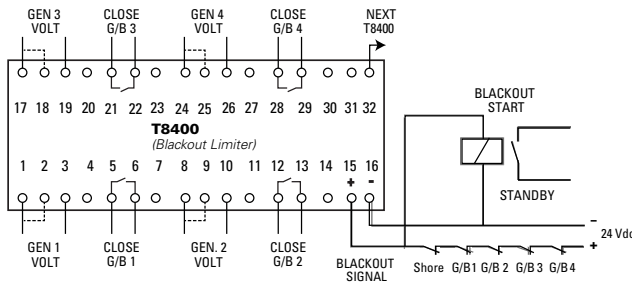 GEN 3 VOLT
CLOSE G/B 3
GEN 4 VOLT
CLOSE G/B 4
NEXT T8400
17 18 19 20 21 22 23 24 25 26 27 28 29 30 31 32
T8400
(Blackout Limiter)
1 2 3 4 5 6 7 8 9 10 11 12 13 14 15 16
+ -
GEN 1 VOLT
CLOSE G/B 1
GEN. 2 VOLT
CLOSE G/B 2
BLACKOUT SIGNAL
BLACKOUT START
STANDBY
-
24 Vdc
+
Shore G/B1 G/B 2 G/B 3 G/B 4